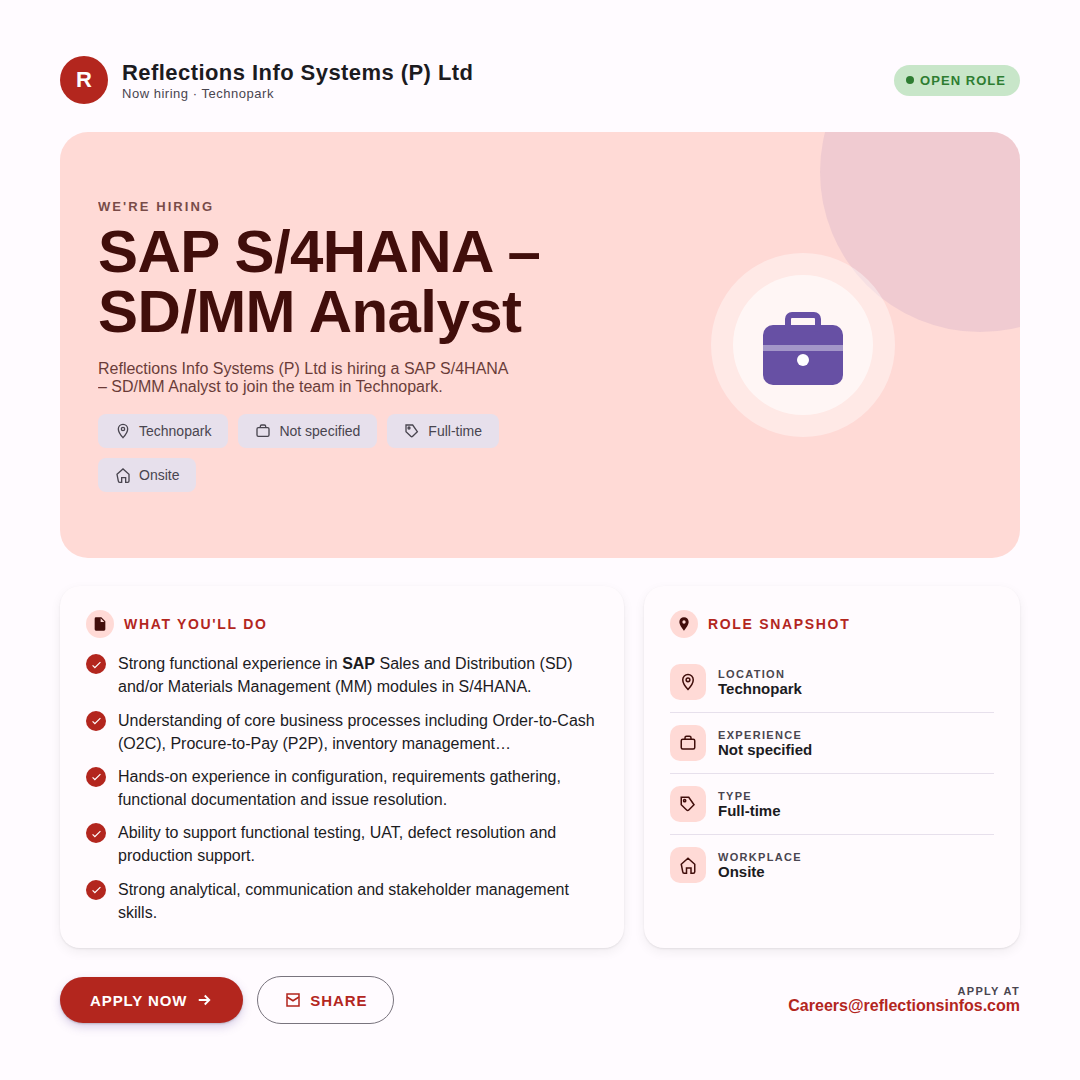 R
Reflections Info Systems (P) Ltd
Now hiring · Technopark
OPEN ROLE
WE'RE HIRING
SAP S/4HANA –
SD/MM Analyst
Reflections Info Systems (P) Ltd is hiring a SAP S/4HANA
– SD/MM Analyst to join the team in Technopark.
Technopark
Not specified
Full-time
Onsite
WHAT YOU'LL DO
Strong functional experience in SAP Sales and Distribution (SD)
and/or Materials Management (MM) modules in S/4HANA.
Understanding of core business processes including Order-to-Cash
(O2C), Procure-to-Pay (P2P), inventory management…
Hands-on experience in configuration, requirements gathering,
functional documentation and issue resolution.
Ability to support functional testing, UAT, defect resolution and
production support.
Strong analytical, communication and stakeholder management
skills.
ROLE SNAPSHOT
LOCATION
Technopark
EXPERIENCE
Not specified
TYPE
Full-time
WORKPLACE
Onsite
APPLY NOW
SHARE
APPLY AT
Careers@reflectionsinfos.com